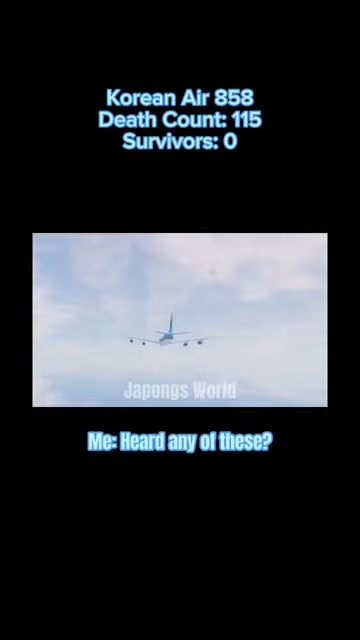 Korean Air 858
Death Count: 115
Survivors: 0
Japongs World
Me: Heard any of these?